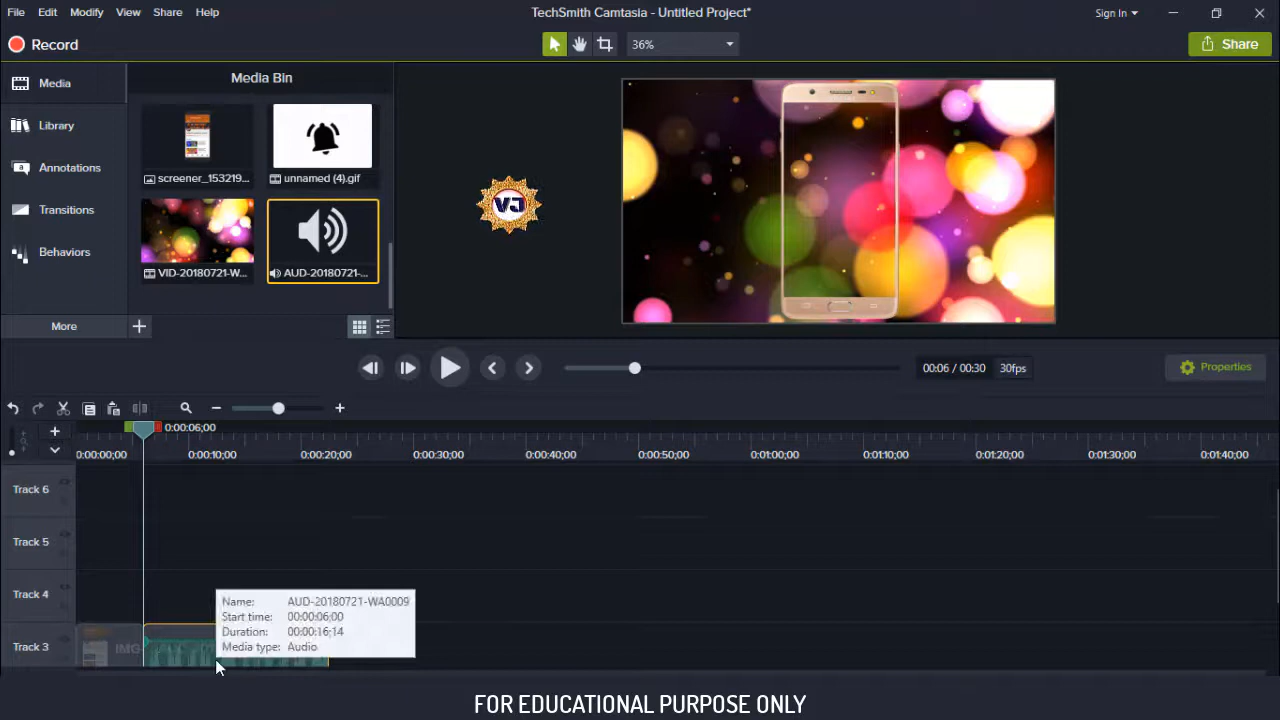 File Edit Modify View Share Help
TechSmith Camtasia - Untitled Project*
Sign In
Record
36%
Share
Media
Media Bin
Library
Annotations
Transitions
Behaviors
More
screener_153219...
unnamed (4).gif
VID-20180721-W...
AUD-20180721-...
VJ
00:06 / 00:30 30fps
Properties
0:00:06;00
0:00:00;00 0:00:10;00 0:00:20;00 0:00:30;00 0:00:40;00 0:00:50;00 0:01:00;00 0:01:10;00 0:01:20;00 0:01:30;00 0:01:40;00
Track 6
Track 5
Track 4
Track 3
IMG-
Name: AUD-20180721-WA0009
Start time: 00:00:06;00
Duration: 00:00:16;14
Media type: Audio
FOR EDUCATIONAL PURPOSE ONLY